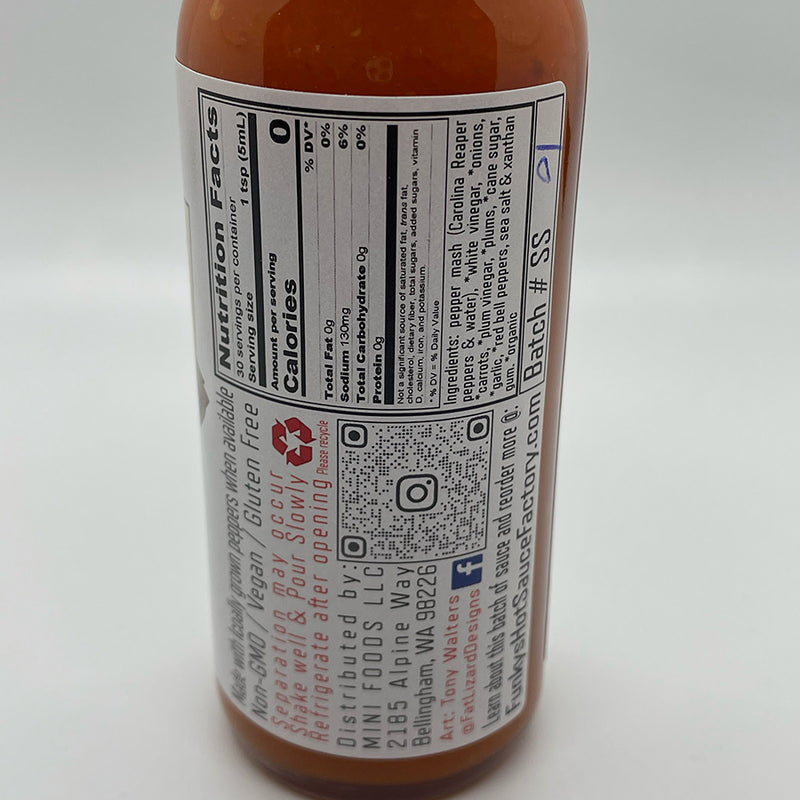 Nutrition Facts
30 servings per container
Serving size 1 tsp (5mL)
Amount per serving
Calories 0
% DV*
Total Fat 0g 0%
Sodium 130mg 6%
Total Carbohydrate 0g 0%
Protein 0g
Not a significant source of saturated fat, trans fat,
cholesterol, dietary fiber, total sugars, added sugars, vitamin
D, calcium, iron, and potassium.
* % DV = % Daily Value
Ingredients: pepper mash (Carolina Reaper
peppers & water), *white vinegar, *onions,
*carrots, *plum vinegar, *plums, *cane sugar,
*garlic, *red bell peppers, sea salt & xanthan
gum. *organic
Batch # SS 01
Made with locally grown peppers when available
Non-GMO / Vegan / Gluten Free
Separation may occur
Shake well & Pour Slowly
Refrigerate after opening
Please recycle
Distributed by:
MINI FOODS LLC
2185 Alpine Way
Bellingham, WA 98226
Art: Tony Walters
@FatLizardDesigns
f
Learn about this batch of sauce and reorder more @:
FunkysHotSauceFactory.com